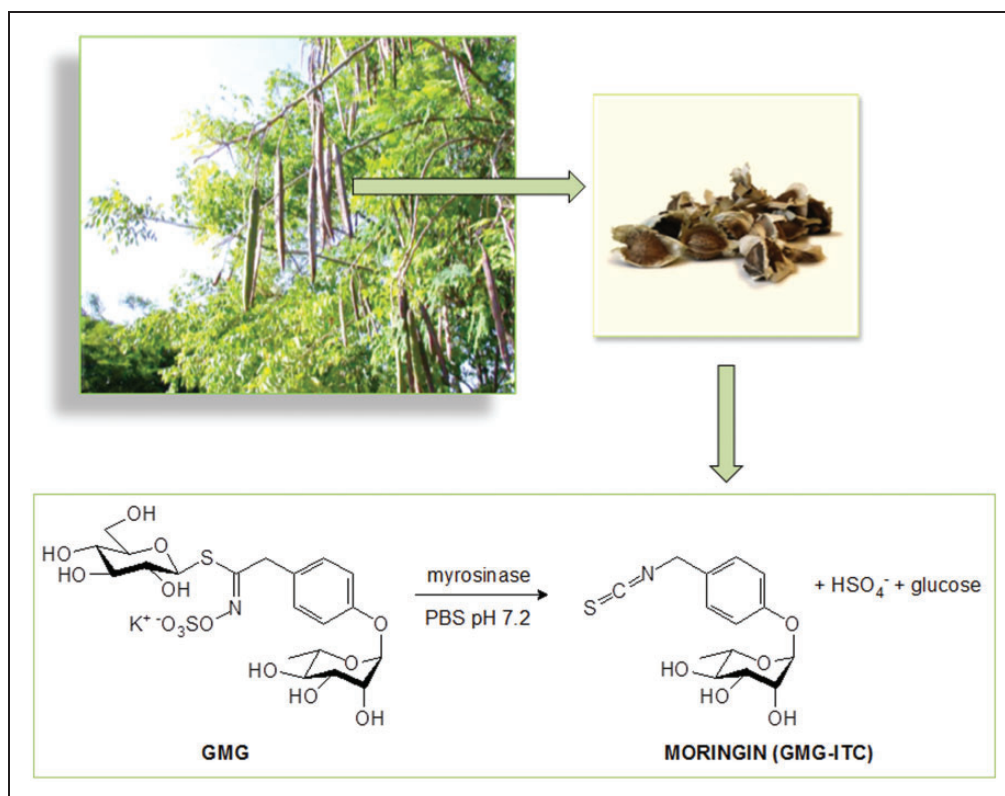 OH
HO
HO
O
OH
S
N
K⁺ ⁻O₃SO
O
O
HO
HO
OH
GMG
myrosinase
PBS pH 7.2
S=C=N
O
O
HO
HO
OH
+ HSO₄⁻ + glucose
MORINGIN (GMG-ITC)